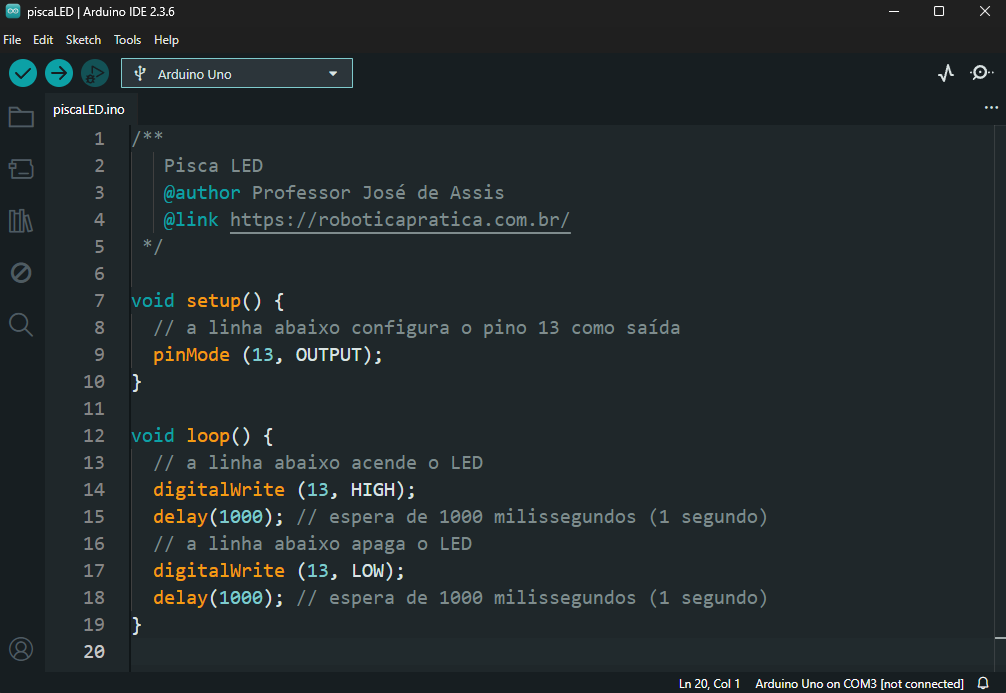 piscaLED | Arduino IDE 2.3.6
File Edit Sketch Tools Help
Arduino Uno
piscaLED.ino
1 /**
2 Pisca LED
3 @author Professor José de Assis
4 @link https://roboticapratica.com.br/
5 */
6
7 void setup() {
8 // a linha abaixo configura o pino 13 como saída
9 pinMode (13, OUTPUT);
10 }
11
12 void loop() {
13 // a linha abaixo acende o LED
14 digitalWrite (13, HIGH);
15 delay(1000); // espera de 1000 milissegundos (1 segundo)
16 // a linha abaixo apaga o LED
17 digitalWrite (13, LOW);
18 delay(1000); // espera de 1000 milissegundos (1 segundo)
19 }
20
Ln 20, Col 1 Arduino Uno on COM3 [not connected]